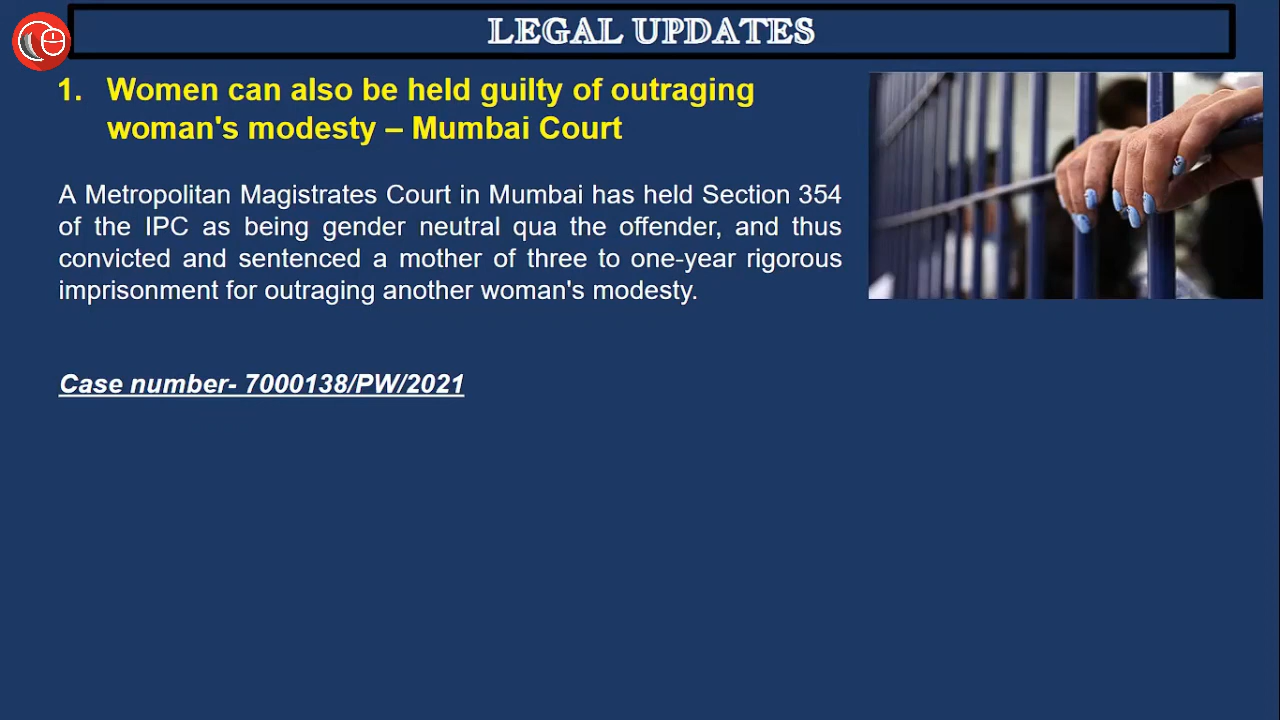 LEGAL UPDATES
1. Women can also be held guilty of outraging
woman's modesty – Mumbai Court
A Metropolitan Magistrates Court in Mumbai has held Section 354
of the IPC as being gender neutral qua the offender, and thus
convicted and sentenced a mother of three to one-year rigorous
imprisonment for outraging another woman's modesty.
Case number- 7000138/PW/2021